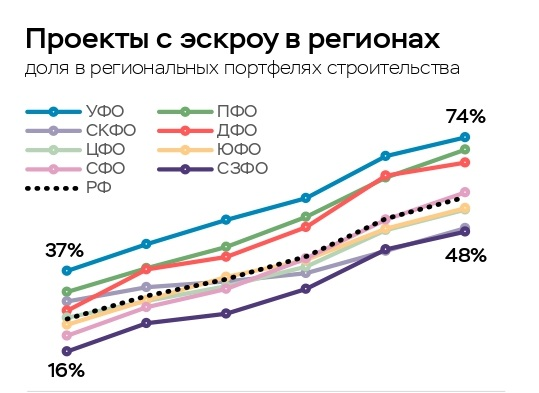 Проекты с эскроу в регионах
доля в региональных портфелях строительства
УФО ПФО
СКФО ДФО
ЦФО ЮФО
СФО СЗФО
РФ
74%
37%
48%
16%